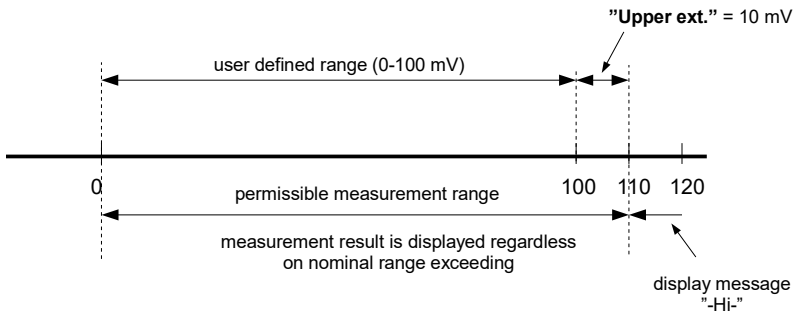 ”Upper ext.” = 10 mV
user defined range (0-100 mV)
0
100
110
120
permissible measurement range
measurement result is displayed regardless
on nominal range exceeding
display message
”-Hi-”